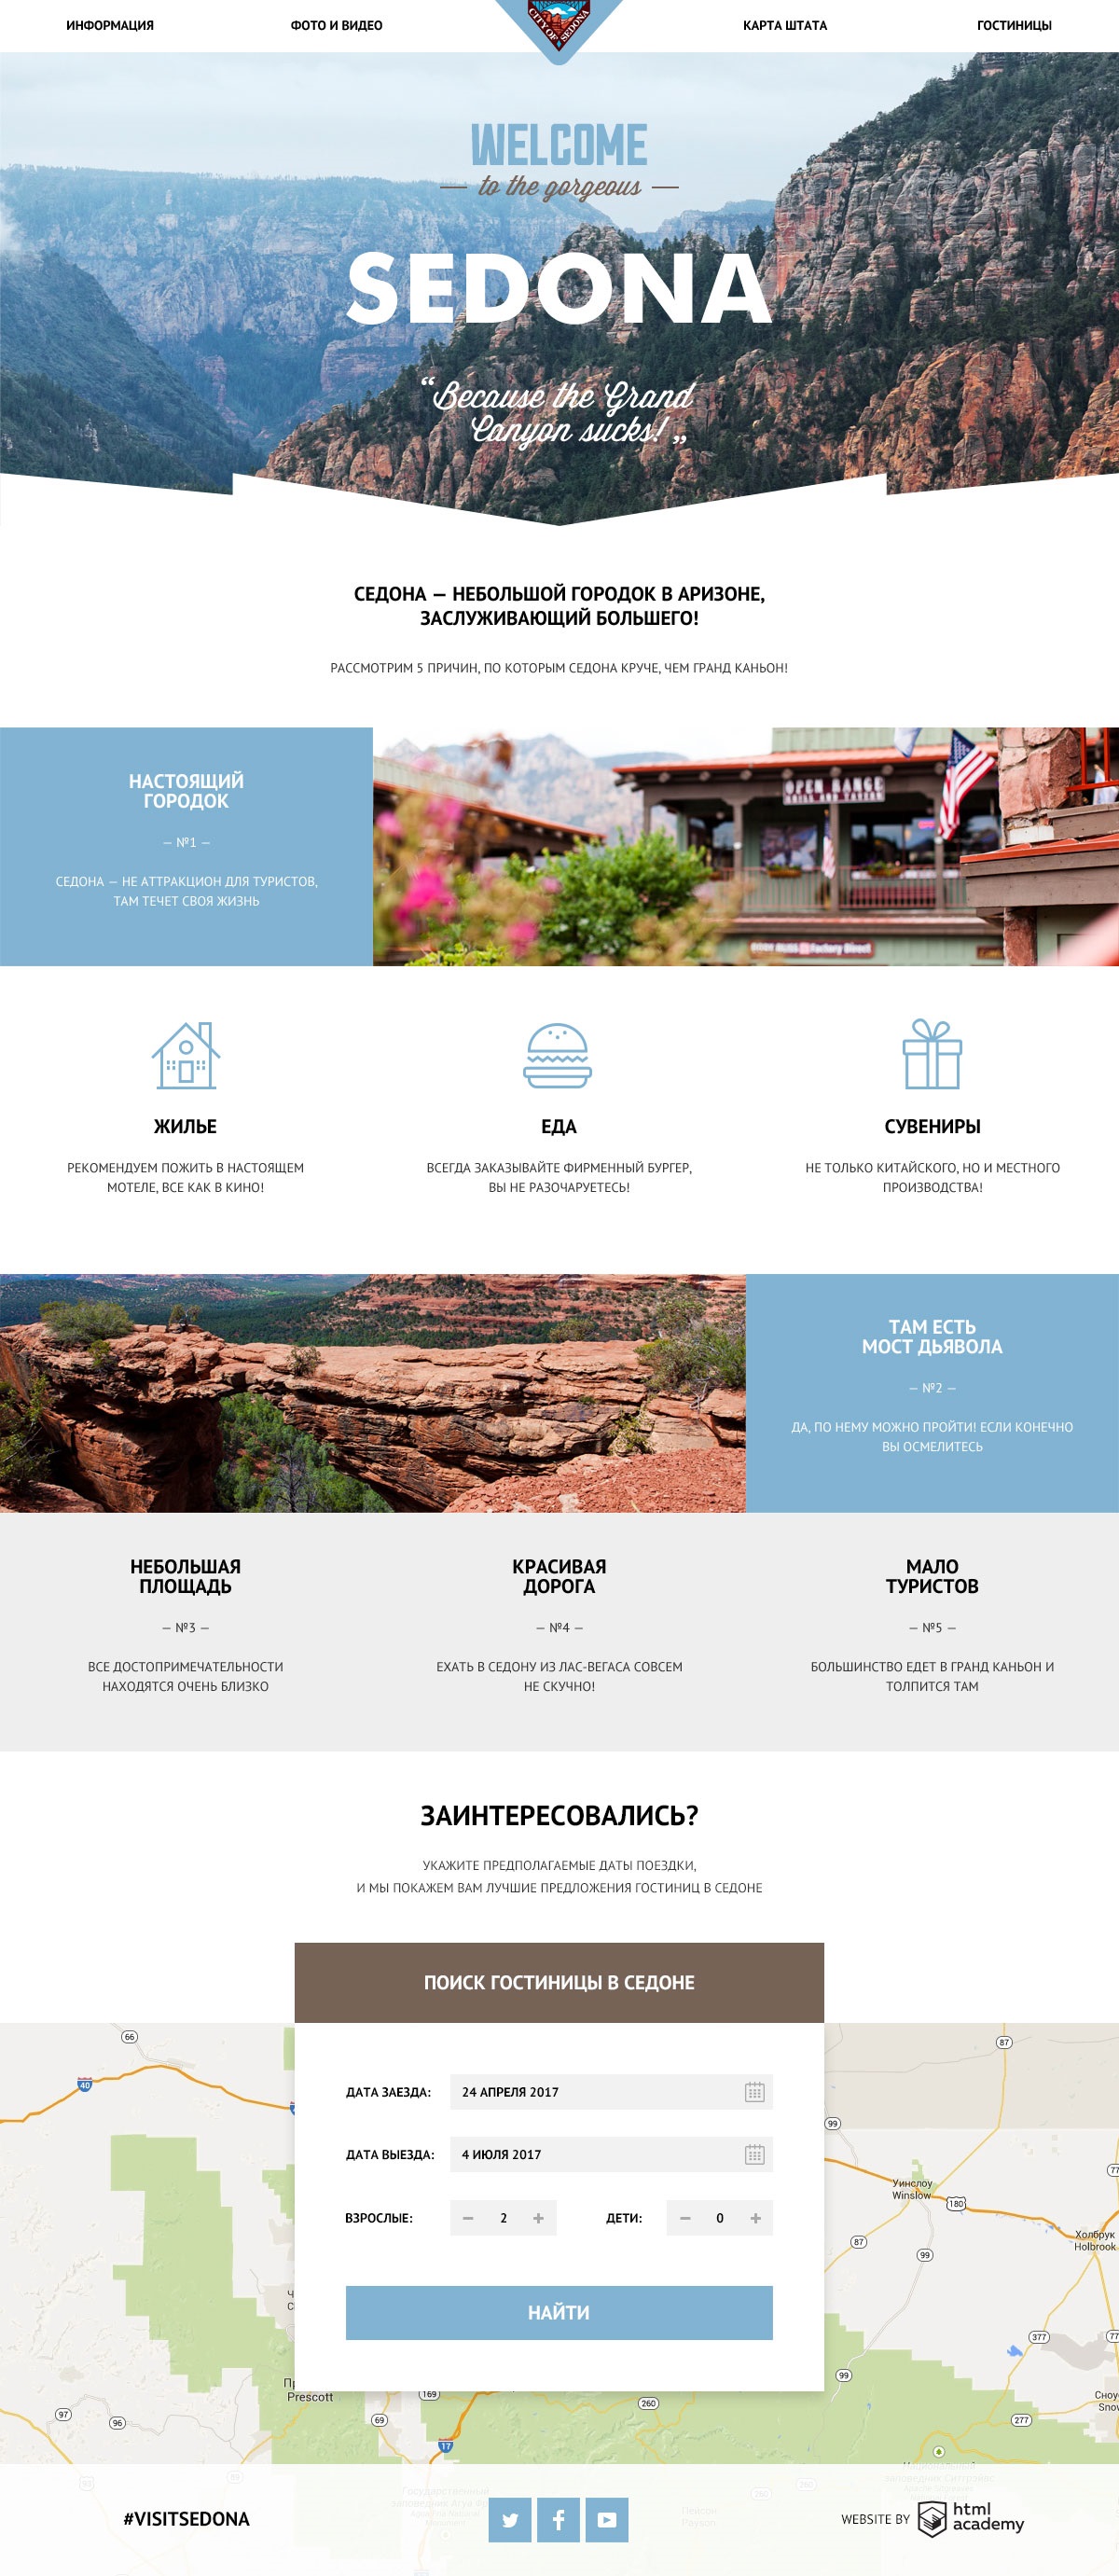 ИНФОРМАЦИЯ
ФОТО И ВИДЕО
CITY OF SEDONA
КАРТА ШТАТА
ГОСТИНИЦЫ
WELCOME
— to the gorgeous —
SEDONA
“Because the Grand
Canyon sucks!„
СЕДОНА — НЕБОЛЬШОЙ ГОРОДОК В АРИЗОНЕ,
ЗАСЛУЖИВАЮЩИЙ БОЛЬШЕГО!
РАССМОТРИМ 5 ПРИЧИН, ПО КОТОРЫМ СЕДОНА КРУЧЕ, ЧЕМ ГРАНД КАНЬОН!
НАСТОЯЩИЙ
ГОРОДОК
— №1 —
СЕДОНА — НЕ АТТРАКЦИОН ДЛЯ ТУРИСТОВ,
ТАМ ТЕЧЕТ СВОЯ ЖИЗНЬ
OPEN RANGE
GRILL AND TAVERN
Factory Direct
ЖИЛЬЕ
РЕКОМЕНДУЕМ ПОЖИТЬ В НАСТОЯЩЕМ
МОТЕЛЕ, ВСЕ КАК В КИНО!
ЕДА
ВСЕГДА ЗАКАЗЫВАЙТЕ ФИРМЕННЫЙ БУРГЕР,
ВЫ НЕ РАЗОЧАРУЕТЕСЬ!
СУВЕНИРЫ
НЕ ТОЛЬКО КИТАЙСКОГО, НО И МЕСТНОГО
ПРОИЗВОДСТВА!
ТАМ ЕСТЬ
МОСТ ДЬЯВОЛА
— №2 —
ДА, ПО НЕМУ МОЖНО ПРОЙТИ! ЕСЛИ КОНЕЧНО
ВЫ ОСМЕЛИТЕСЬ
НЕБОЛЬШАЯ
ПЛОЩАДЬ
— №3 —
ВСЕ ДОСТОПРИМЕЧАТЕЛЬНОСТИ
НАХОДЯТСЯ ОЧЕНЬ БЛИЗКО
КРАСИВАЯ
ДОРОГА
— №4 —
ЕХАТЬ В СЕДОНУ ИЗ ЛАС-ВЕГАСА СОВСЕМ
НЕ СКУЧНО!
МАЛО
ТУРИСТОВ
— №5 —
БОЛЬШИНСТВО ЕДЕТ В ГРАНД КАНЬОН И
ТОЛПИТСЯ ТАМ
ЗАИНТЕРЕСОВАЛИСЬ?
УКАЖИТЕ ПРЕДПОЛАГАЕМЫЕ ДАТЫ ПОЕЗДКИ,
И МЫ ПОКАЖЕМ ВАМ ЛУЧШИЕ ПРЕДЛОЖЕНИЯ ГОСТИНИЦ В СЕДОНЕ
ПОИСК ГОСТИНИЦЫ В СЕДОНЕ
ДАТА ЗАЕЗДА:
24 АПРЕЛЯ 2017
ДАТА ВЫЕЗДА:
4 ИЮЛЯ 2017
ВЗРОСЛЫЕ:
− 2 +
ДЕТИ:
− 0 +
НАЙТИ
66
87
40
99
77
Уинслоу
Winslow
180
Холбрук
Holbrook
87
99
377
77
99
Prescott
169
260
97
96
69
277
17
#VISITSEDONA
WEBSITE BY
html
academy